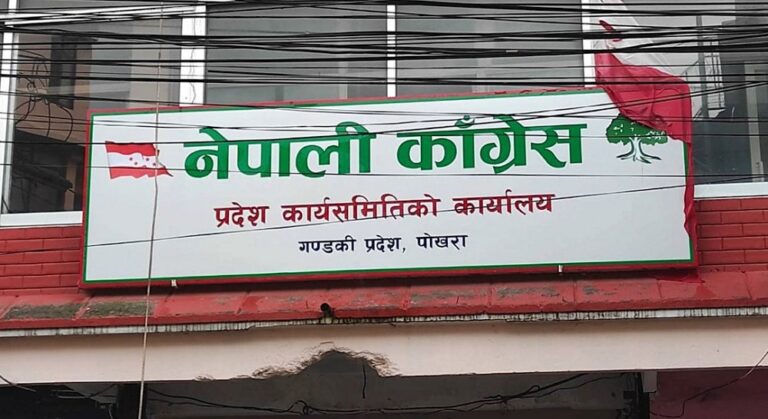 नेपाली काँग्रेस
प्रदेश कार्यसमितिको कार्यालय
गण्डकी प्रदेश, पोखरा